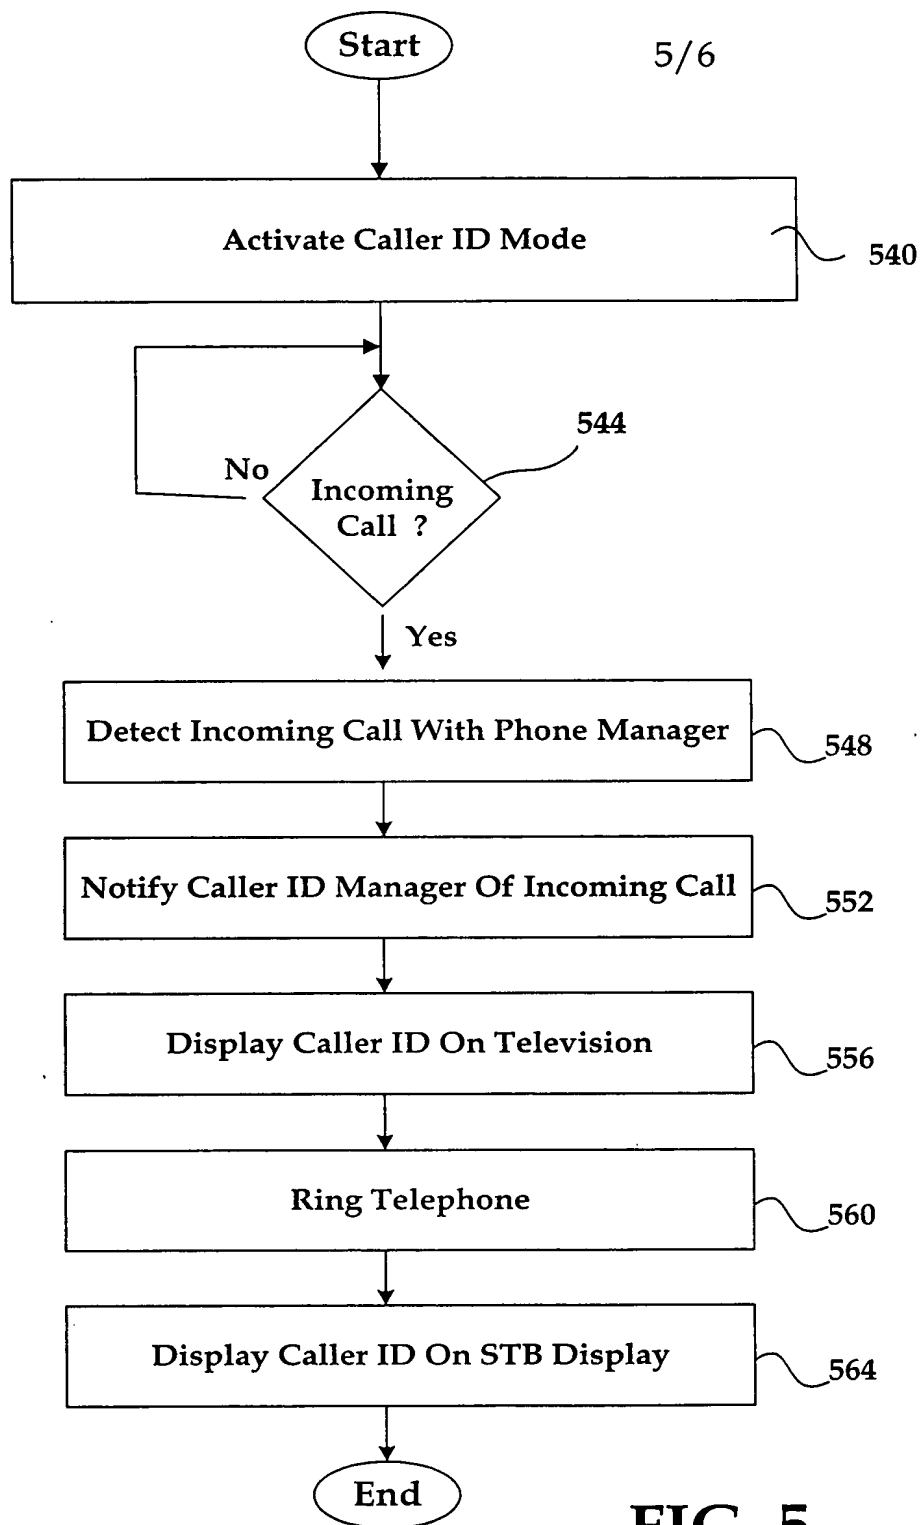 Start
5/6
Activate Caller ID Mode
540
544
No
Incoming
Call ?
Yes
Detect Incoming Call With Phone Manager
548
Notify Caller ID Manager Of Incoming Call
552
Display Caller ID On Television
556
Ring Telephone
560
Display Caller ID On STB Display
564
End
FIG. 5